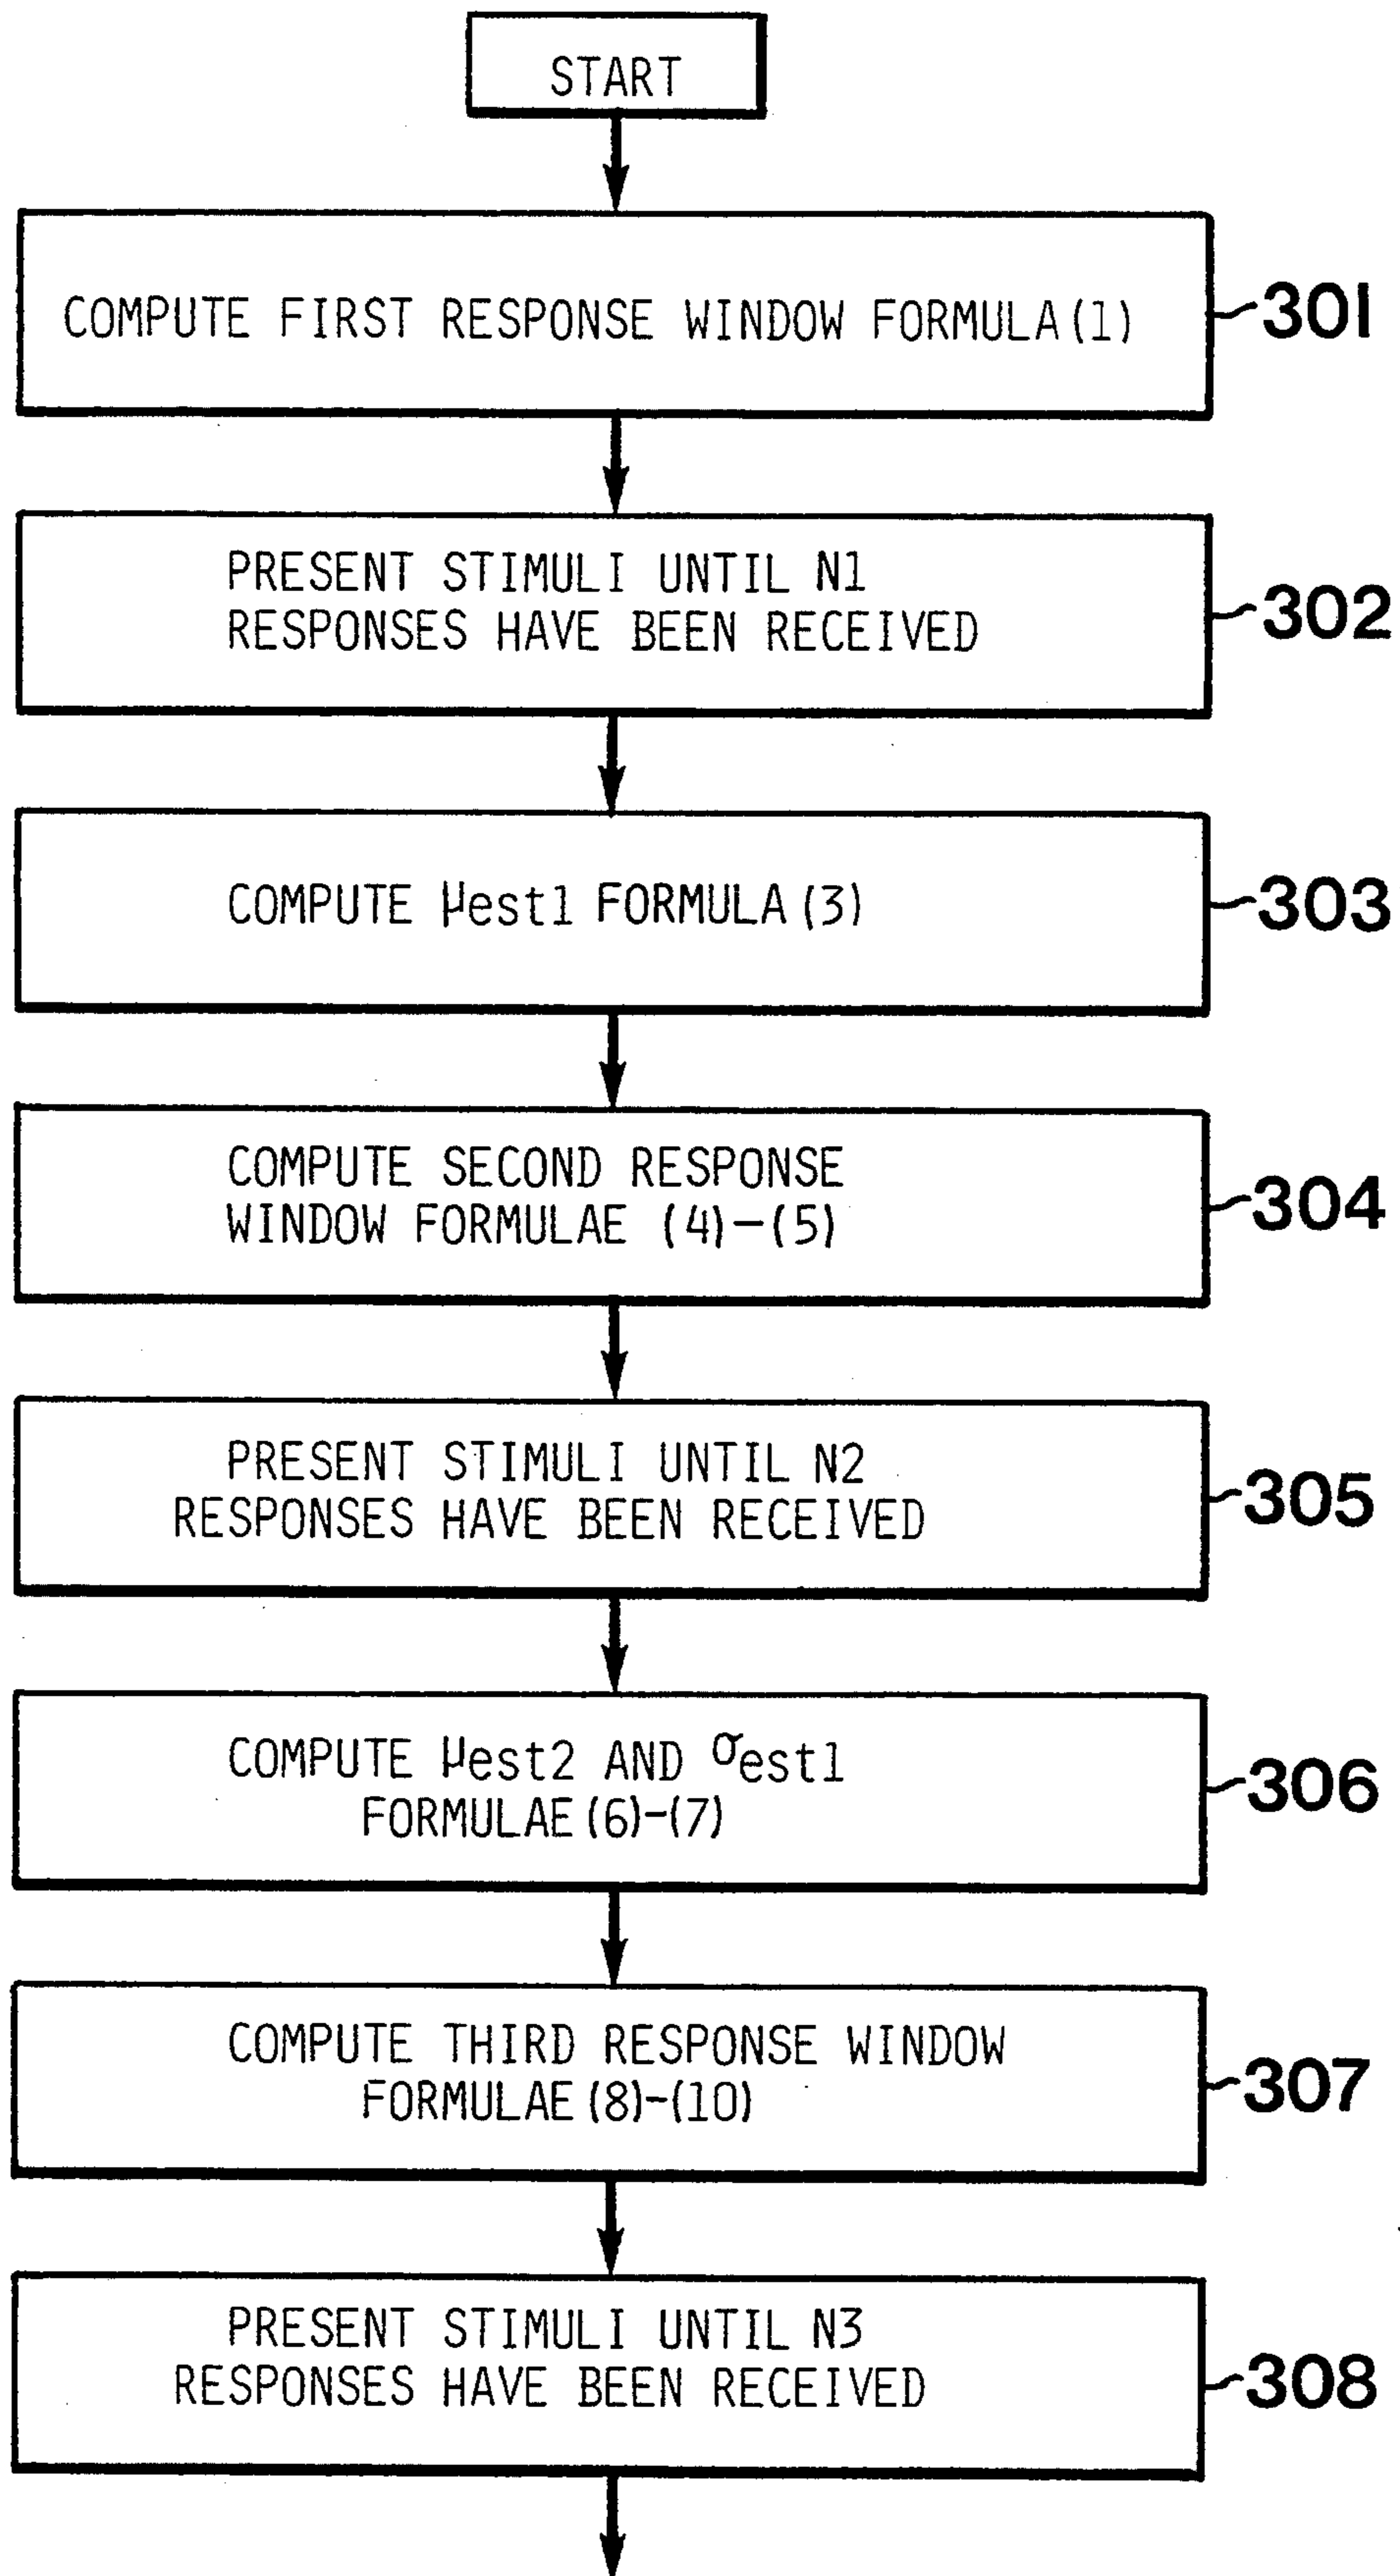 START
COMPUTE FIRST RESPONSE WINDOW FORMULA(1)
301
PRESENT STIMULI UNTIL N1
RESPONSES HAVE BEEN RECEIVED
302
COMPUTE μest1 FORMULA(3)
303
COMPUTE SECOND RESPONSE
WINDOW FORMULAE (4)-(5)
304
PRESENT STIMULI UNTIL N2
RESPONSES HAVE BEEN RECEIVED
305
COMPUTE μest2 AND σest1
FORMULAE(6)-(7)
306
COMPUTE THIRD RESPONSE WINDOW
FORMULAE(8)-(10)
307
PRESENT STIMULI UNTIL N3
RESPONSES HAVE BEEN RECEIVED
308